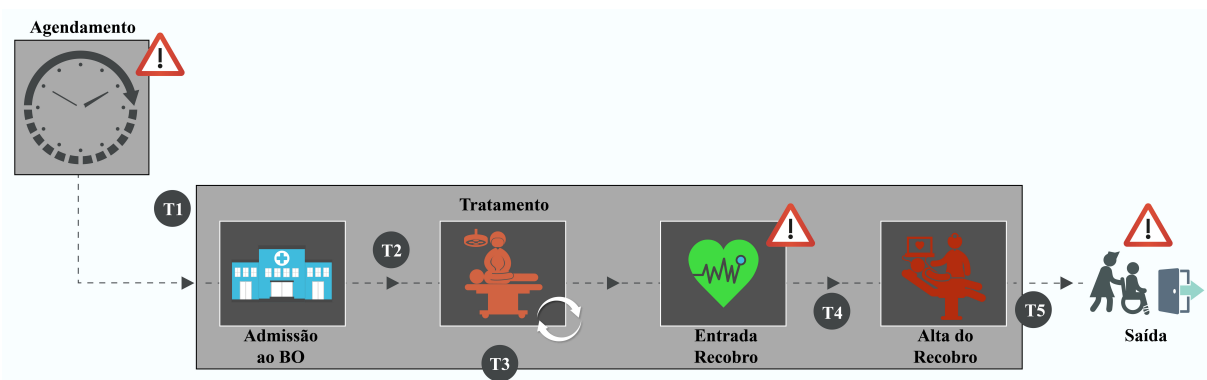 Agendamento
!
T1
Tratamento
T2
!
!
T3
T4
T5
Admissão
ao BO
Entrada
Recobro
Alta do
Recobro
Saída